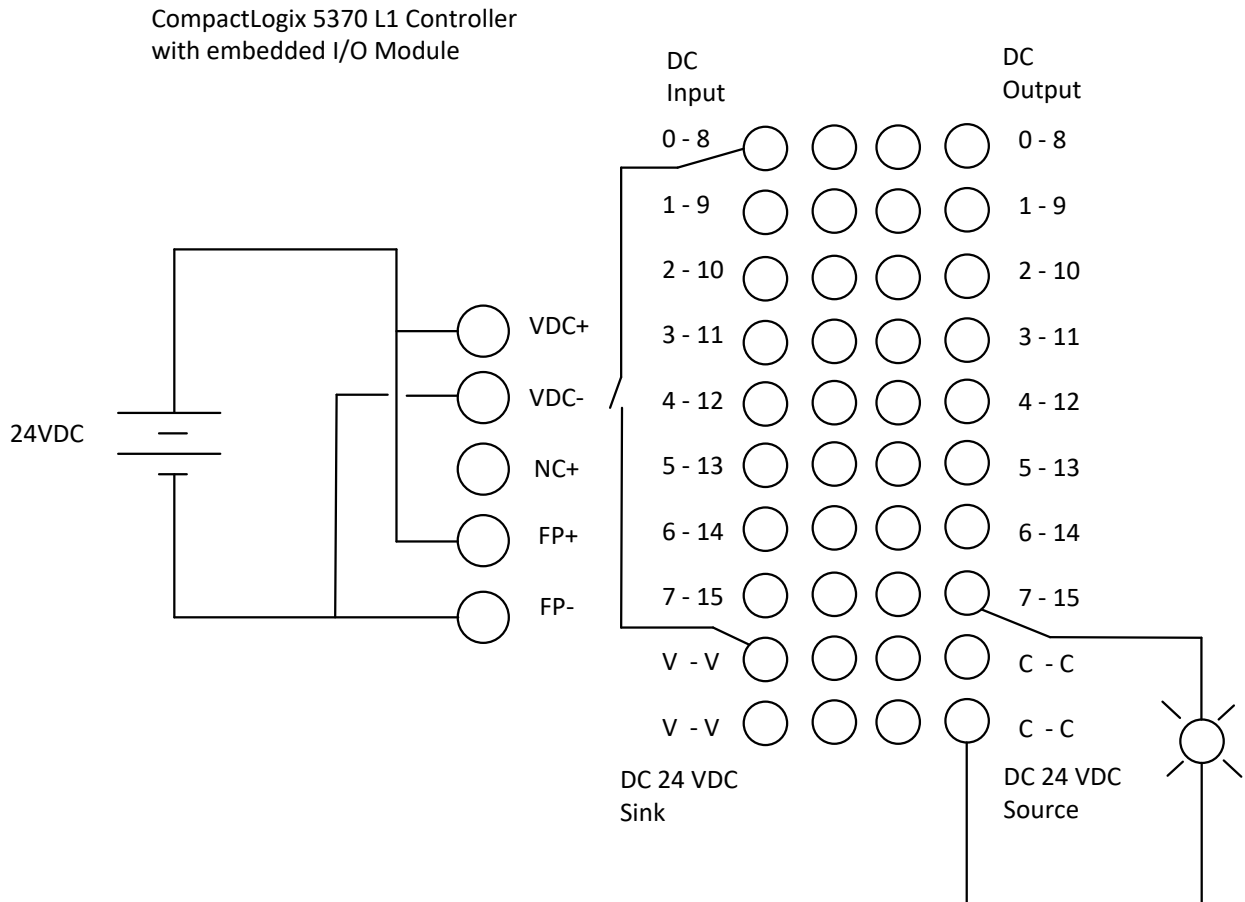 CompactLogix 5370 L1 Controller
with embedded I/O Module
24VDC
VDC+
VDC-
NC+
FP+
FP-
DC
Input
0 - 8
1 - 9
2 - 10
3 - 11
4 - 12
5 - 13
6 - 14
7 - 15
V - V
V - V
DC 24 VDC
Sink
DC
Output
0 - 8
1 - 9
2 - 10
3 - 11
4 - 12
5 - 13
6 - 14
7 - 15
C - C
C - C
DC 24 VDC
Source